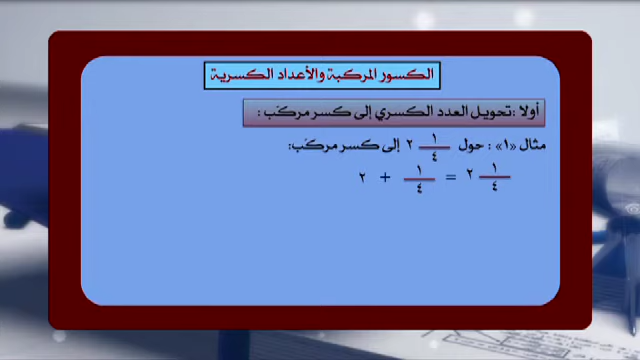 الكسور المركبة والأعداد الكسرية
أولا : تحويل العدد الكسري إلى كسر مركب :
مثال «١» : حول ١/٤ ٢ إلى كسر مركب:
١/٤ ٢ = ١/٤ + ٢